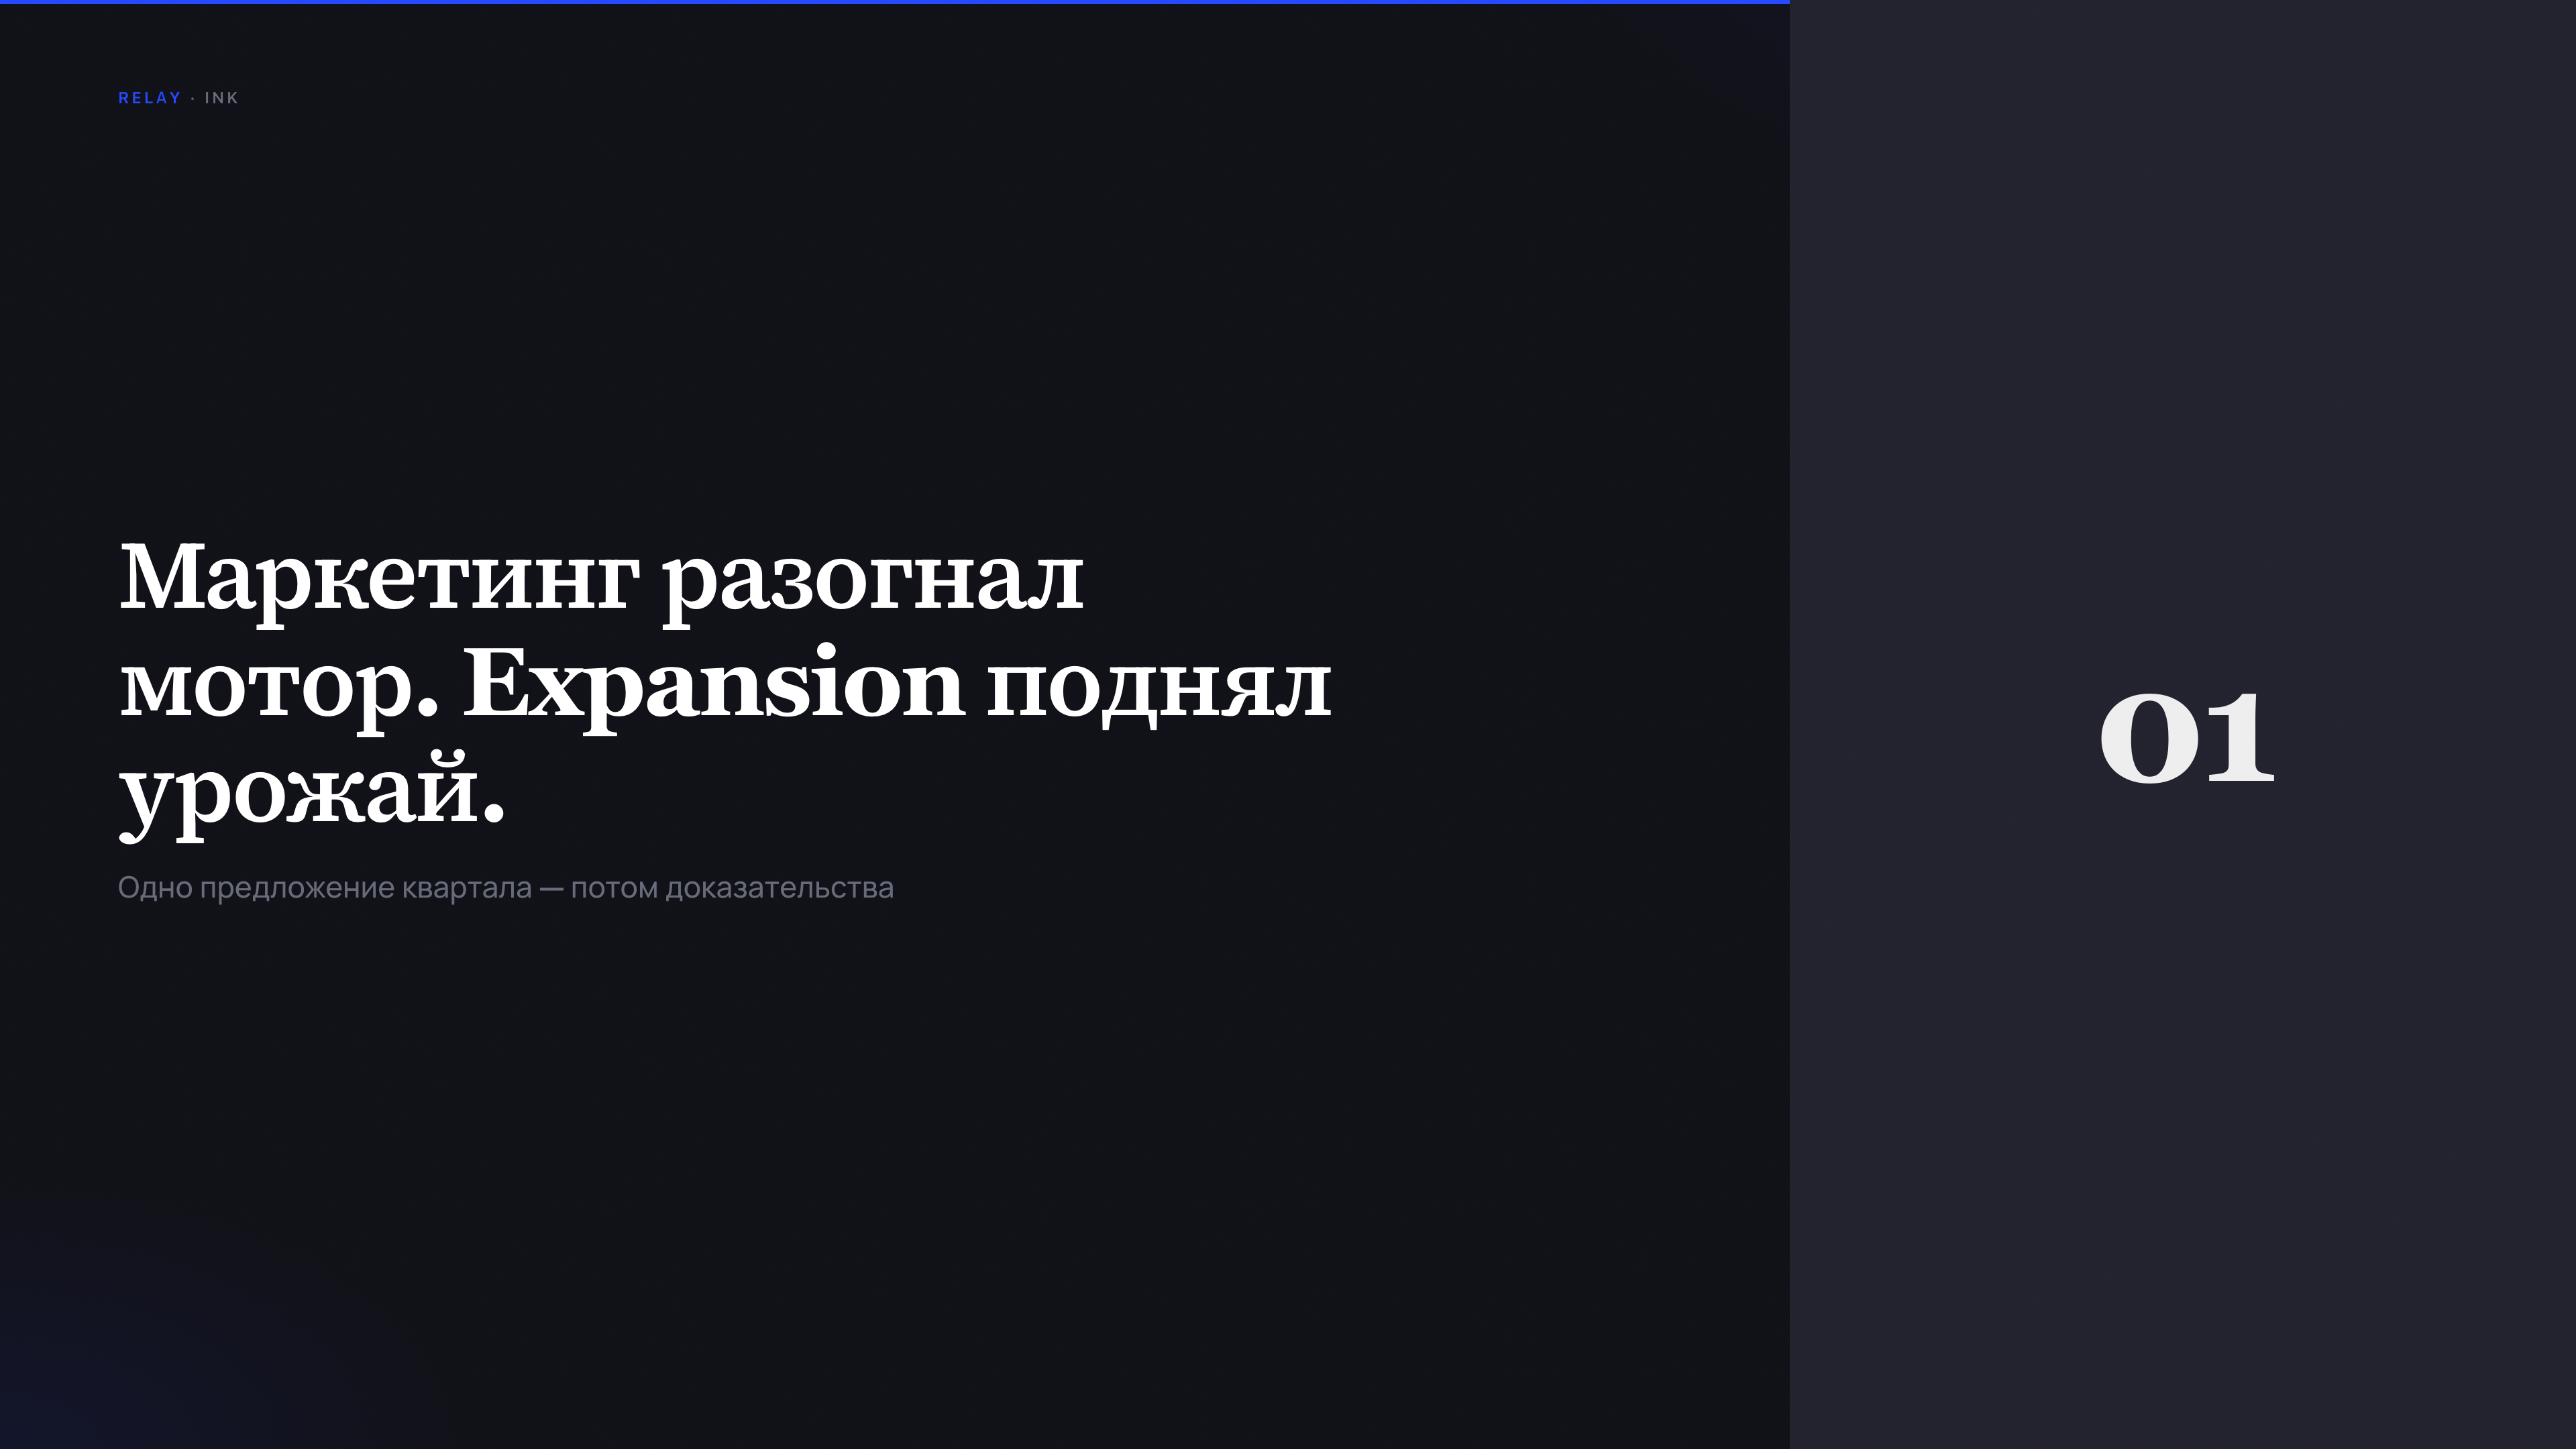 RELAY · INK
Маркетинг разогнал
мотор. Expansion поднял
урожай.
Одно предложение квартала — потом доказательства
01